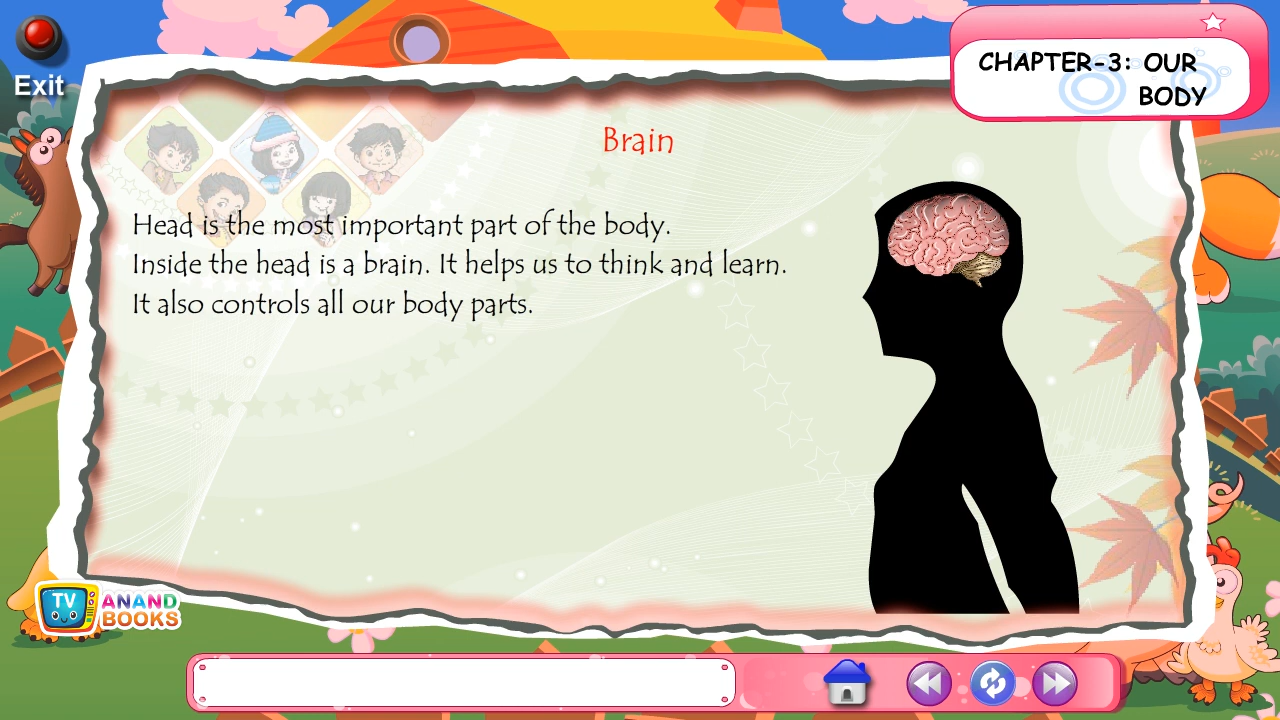 Exit
CHAPTER-3: OUR
BODY
Brain
Head is the most important part of the body.
Inside the head is a brain. It helps us to think and learn.
It also controls all our body parts.
TV
ANAND
BOOKS